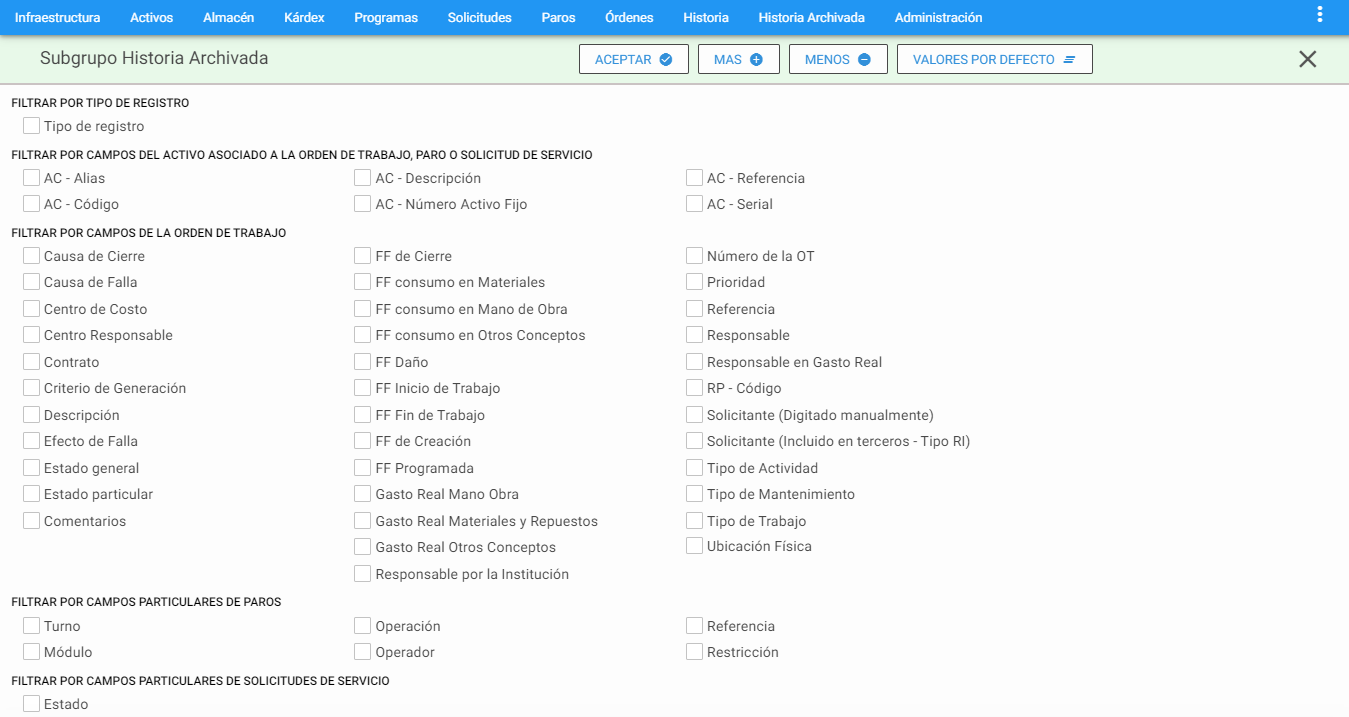 Infraestructura Activos Almacén Kárdex Programas Solicitudes Paros Órdenes Historia Historia Archivada Administración
Subgrupo Historia Archivada ACEPTAR MAS MENOS VALORES POR DEFECTO
FILTRAR POR TIPO DE REGISTRO
Tipo de registro
FILTRAR POR CAMPOS DEL ACTIVO ASOCIADO A LA ORDEN DE TRABAJO, PARO O SOLICITUD DE SERVICIO
AC - Alias AC - Descripción AC - Referencia
AC - Código AC - Número Activo Fijo AC - Serial
FILTRAR POR CAMPOS DE LA ORDEN DE TRABAJO
Causa de Cierre FF de Cierre Número de la OT
Causa de Falla FF consumo en Materiales Prioridad
Centro de Costo FF consumo en Mano de Obra Referencia
Centro Responsable FF consumo en Otros Conceptos Responsable
Contrato FF Daño Responsable en Gasto Real
Criterio de Generación FF Inicio de Trabajo RP - Código
Descripción FF Fin de Trabajo Solicitante (Digitado manualmente)
Efecto de Falla FF de Creación Solicitante (Incluido en terceros - Tipo RI)
Estado general FF Programada Tipo de Actividad
Estado particular Gasto Real Mano Obra Tipo de Mantenimiento
Comentarios Gasto Real Materiales y Repuestos Tipo de Trabajo
Gasto Real Otros Conceptos Ubicación Física
Responsable por la Institución
FILTRAR POR CAMPOS PARTICULARES DE PAROS
Turno Operación Referencia
Módulo Operador Restricción
FILTRAR POR CAMPOS PARTICULARES DE SOLICITUDES DE SERVICIO
Estado